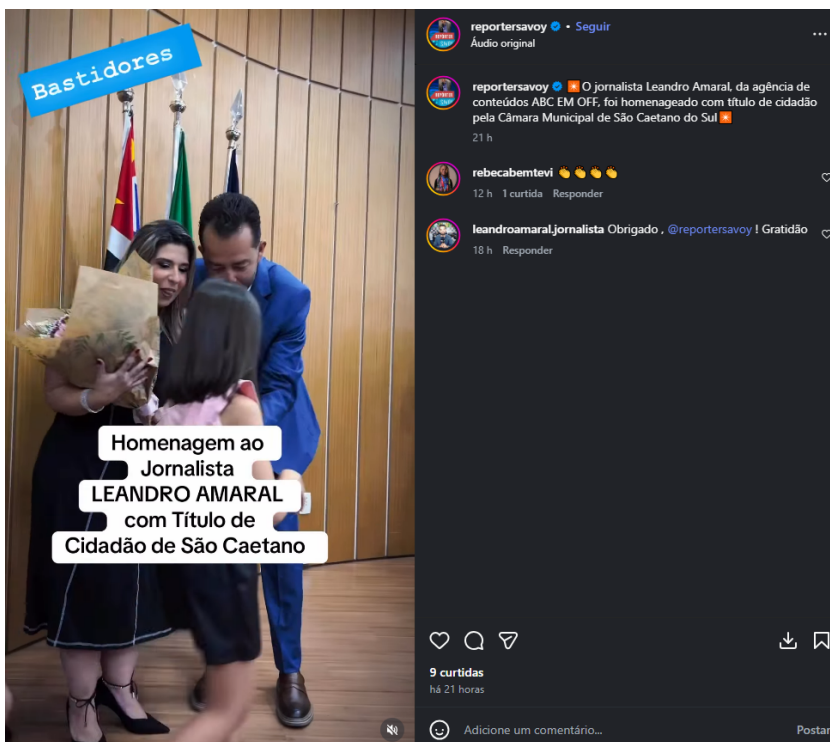 Bastidores
Homenagem ao
Jornalista
LEANDRO AMARAL
com Título de
Cidadão de São Caetano
reportersavoy • Seguir
Áudio original
reportersavoy 💥O jornalista Leandro Amaral, da agência de
conteúdos ABC EM OFF, foi homenageado com título de cidadão
pela Câmara Municipal de São Caetano do Sul💥
21 h
rebecabemtevi 👏👏👏👏
12 h 1 curtida Responder
leandroamaral.jornalista Obrigado , @reportersavoy ! Gratidão
18 h Responder
9 curtidas
há 21 horas
Adicione um comentário...
Postar